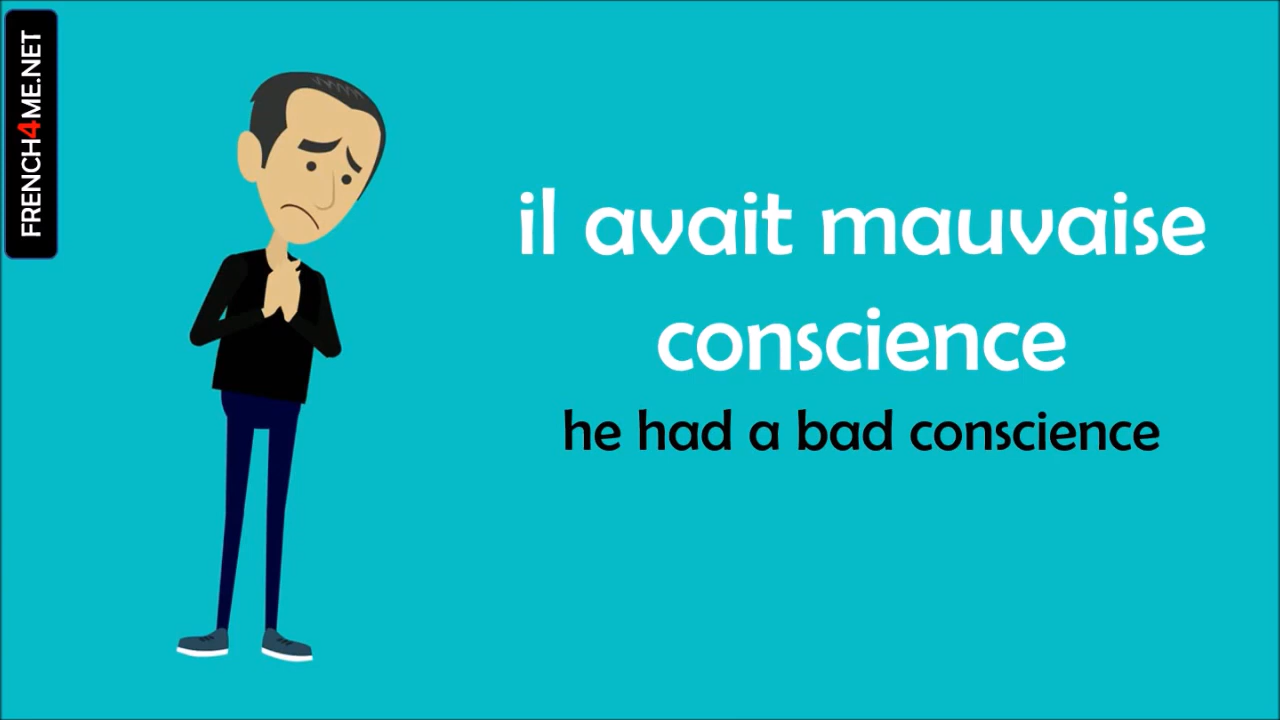 FRENCH4ME.NET
il avait mauvaise
conscience
he had a bad conscience